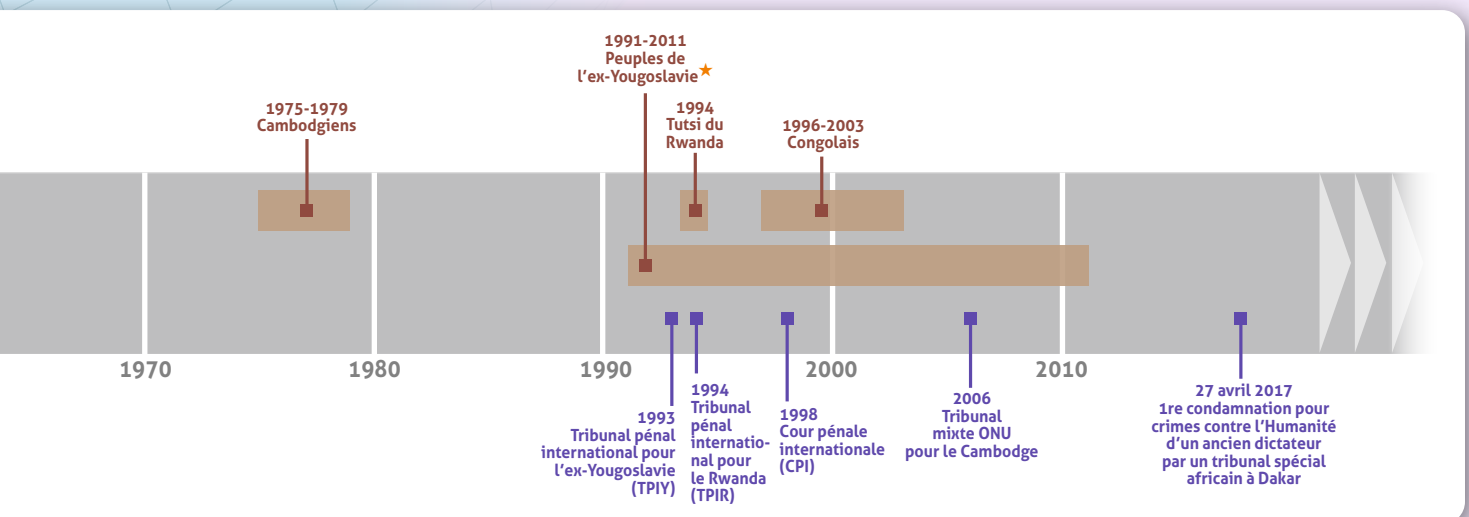 1991-2011
Peuples de
l'ex-Yougoslavie★
1975-1979
Cambodgiens
1994
Tutsi du
Rwanda
1996-2003
Congolais
1970
1980
1990
2000
2010
1993
Tribunal pénal
international pour
l'ex-Yougoslavie
(TPIY)
1994
Tribunal
pénal
internatio-
nal pour
le Rwanda
(TPIR)
1998
Cour pénale
internationale
(CPI)
2006
Tribunal
mixte ONU
pour le Cambodge
27 avril 2017
1re condamnation pour
crimes contre l'Humanité
d'un ancien dictateur
par un tribunal spécial
africain à Dakar